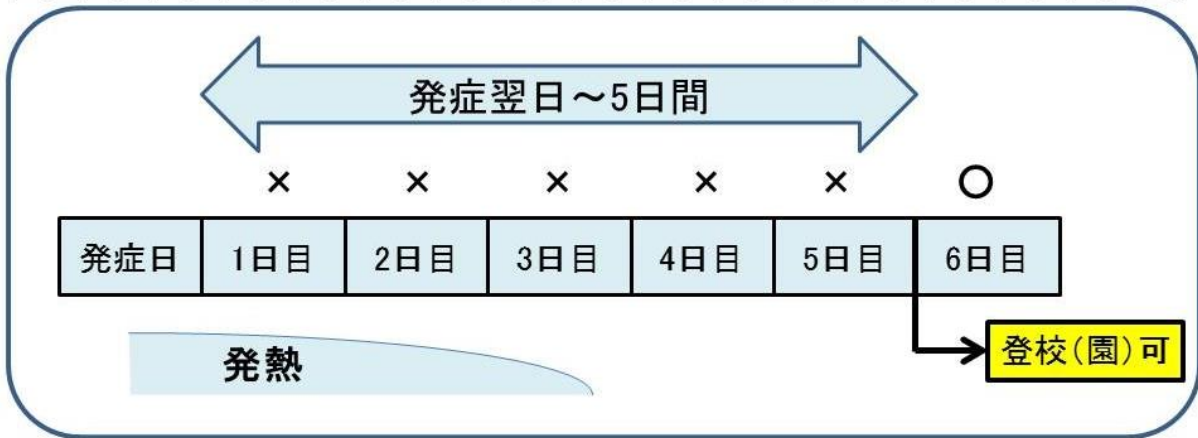 発症翌日～5日間
× × × × × ○
発症日 1日目 2日目 3日目 4日目 5日目 6日目
発熱
登校(園)可